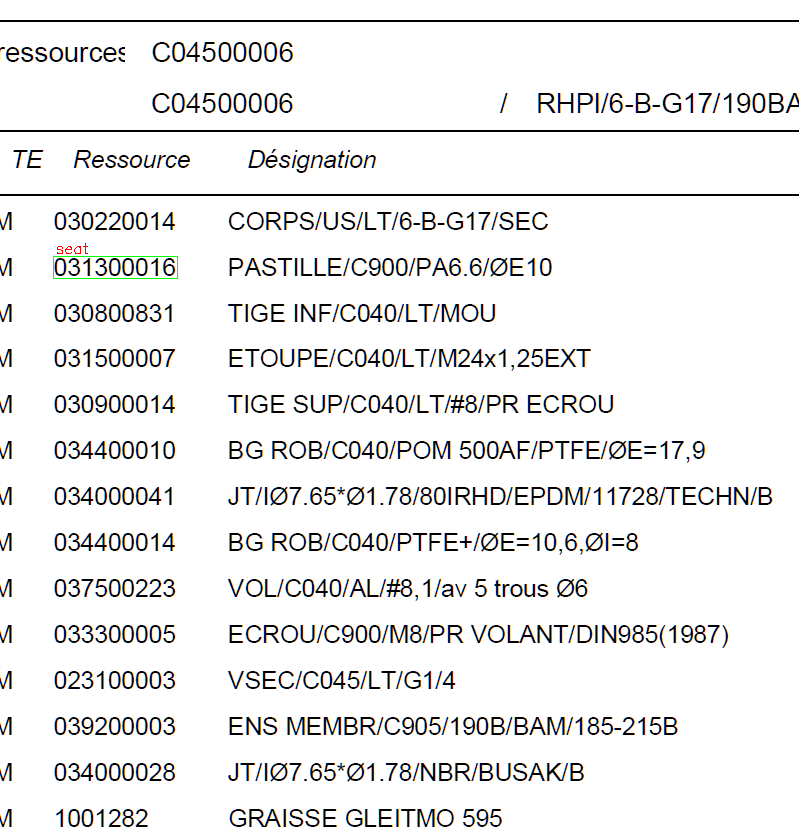 ressources C04500006
C04500006 / RHPI/6-B-G17/190BA
TE Ressource Désignation
M 030220014 CORPS/US/LT/6-B-G17/SEC
seat
M 031300016 PASTILLE/C900/PA6.6/ØE10
M 030800831 TIGE INF/C040/LT/MOU
M 031500007 ETOUPE/C040/LT/M24x1,25EXT
M 030900014 TIGE SUP/C040/LT/#8/PR ECROU
M 034400010 BG ROB/C040/POM 500AF/PTFE/ØE=17,9
M 034000041 JT/IØ7.65*Ø1.78/80IRHD/EPDM/11728/TECHN/B
M 034400014 BG ROB/C040/PTFE+/ØE=10,6,ØI=8
M 037500223 VOL/C040/AL/#8,1/av 5 trous Ø6
M 033300005 ECROU/C900/M8/PR VOLANT/DIN985(1987)
M 023100003 VSEC/C045/LT/G1/4
M 039200003 ENS MEMBR/C905/190B/BAM/185-215B
M 034000028 JT/IØ7.65*Ø1.78/NBR/BUSAK/B
M 1001282 GRAISSE GLEITMO 595